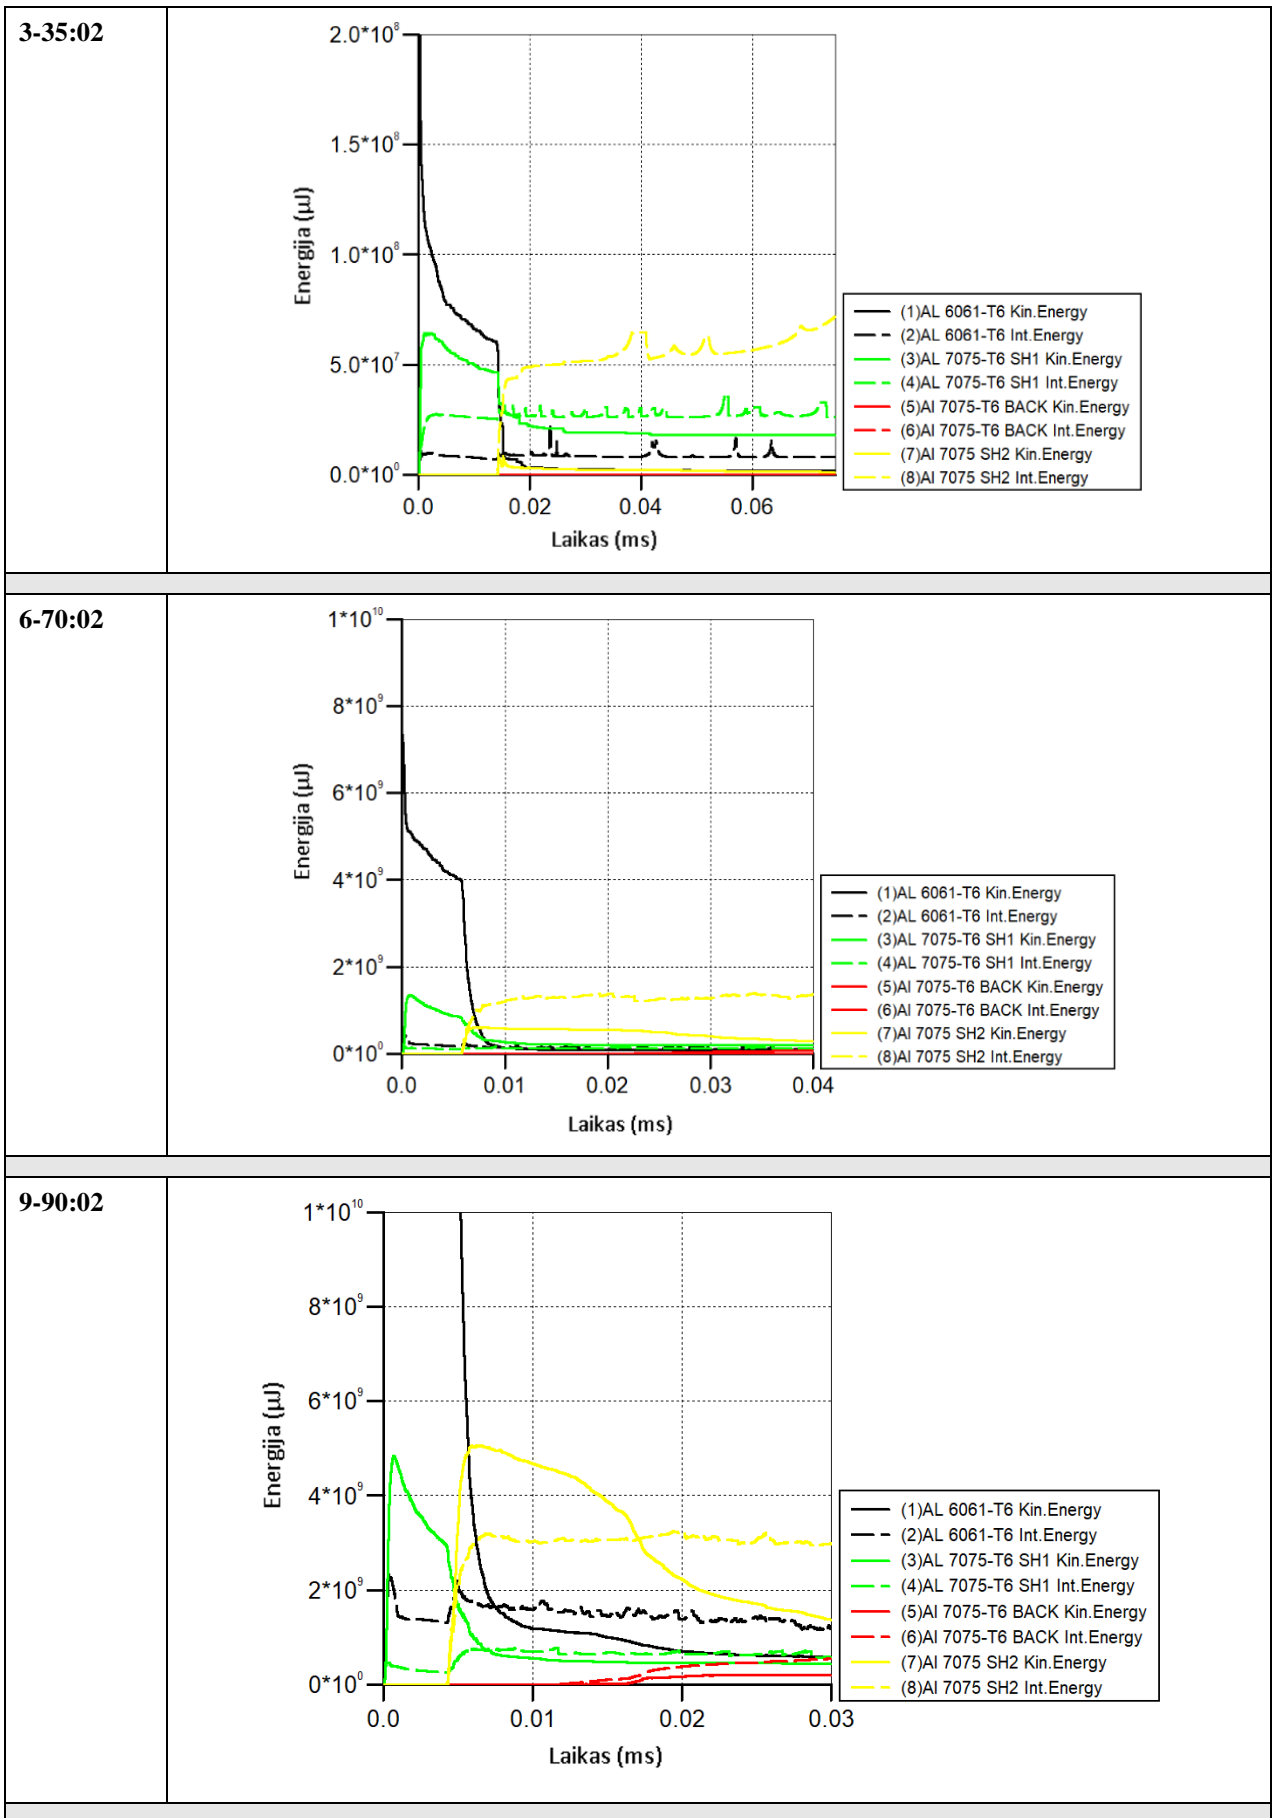 3-35:02
2.0*10⁸
1.5*10⁸
1.0*10⁸
5.0*10⁷
0.0*10⁰
Energija (µJ)
0.0 0.02 0.04 0.06
Laikas (ms)
(1)AL 6061-T6 Kin.Energy
(2)AL 6061-T6 Int.Energy
(3)AL 7075-T6 SH1 Kin.Energy
(4)AL 7075-T6 SH1 Int.Energy
(5)Al 7075-T6 BACK Kin.Energy
(6)Al 7075-T6 BACK Int.Energy
(7)Al 7075 SH2 Kin.Energy
(8)Al 7075 SH2 Int.Energy
6-70:02
1*10¹⁰
8*10⁹
6*10⁹
4*10⁹
2*10⁹
0*10⁰
Energija (µJ)
0.0 0.01 0.02 0.03 0.04
Laikas (ms)
(1)AL 6061-T6 Kin.Energy
(2)AL 6061-T6 Int.Energy
(3)AL 7075-T6 SH1 Kin.Energy
(4)AL 7075-T6 SH1 Int.Energy
(5)Al 7075-T6 BACK Kin.Energy
(6)Al 7075-T6 BACK Int.Energy
(7)Al 7075 SH2 Kin.Energy
(8)Al 7075 SH2 Int.Energy
9-90:02
1*10¹⁰
8*10⁹
6*10⁹
4*10⁹
2*10⁹
0*10⁰
Energija (µJ)
0.0 0.01 0.02 0.03
Laikas (ms)
(1)AL 6061-T6 Kin.Energy
(2)AL 6061-T6 Int.Energy
(3)AL 7075-T6 SH1 Kin.Energy
(4)AL 7075-T6 SH1 Int.Energy
(5)Al 7075-T6 BACK Kin.Energy
(6)Al 7075-T6 BACK Int.Energy
(7)Al 7075 SH2 Kin.Energy
(8)Al 7075 SH2 Int.Energy